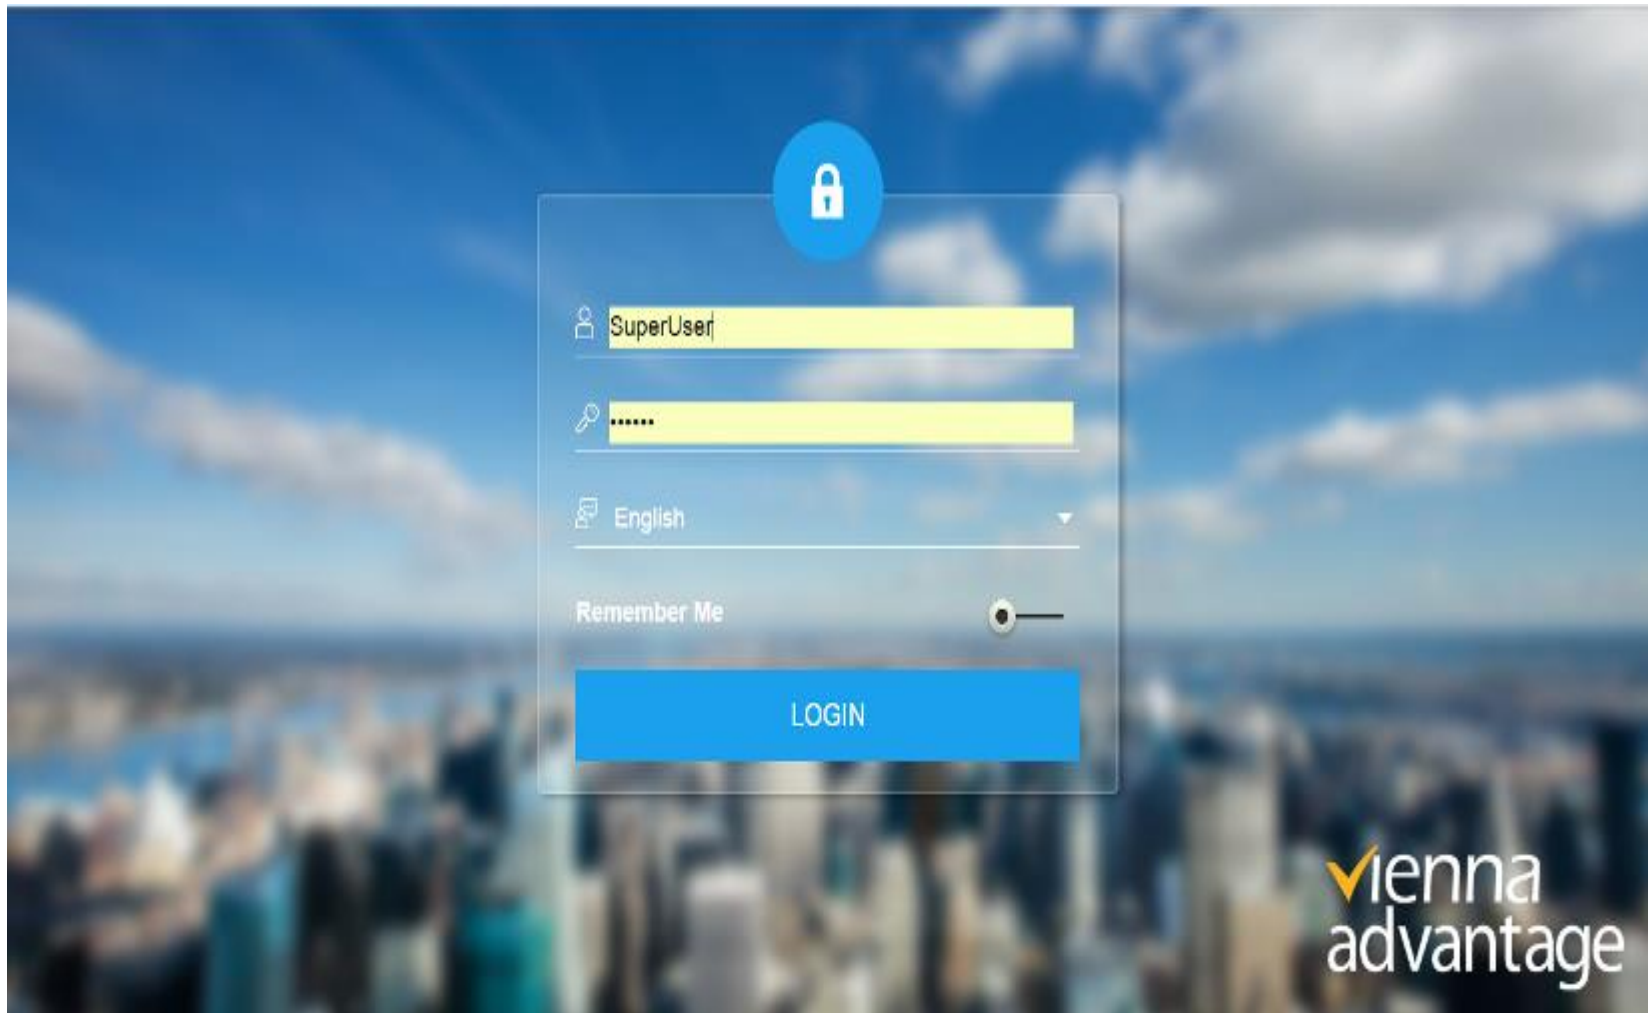 SuperUser
••••••
English
Remember Me
LOGIN
vienna
advantage